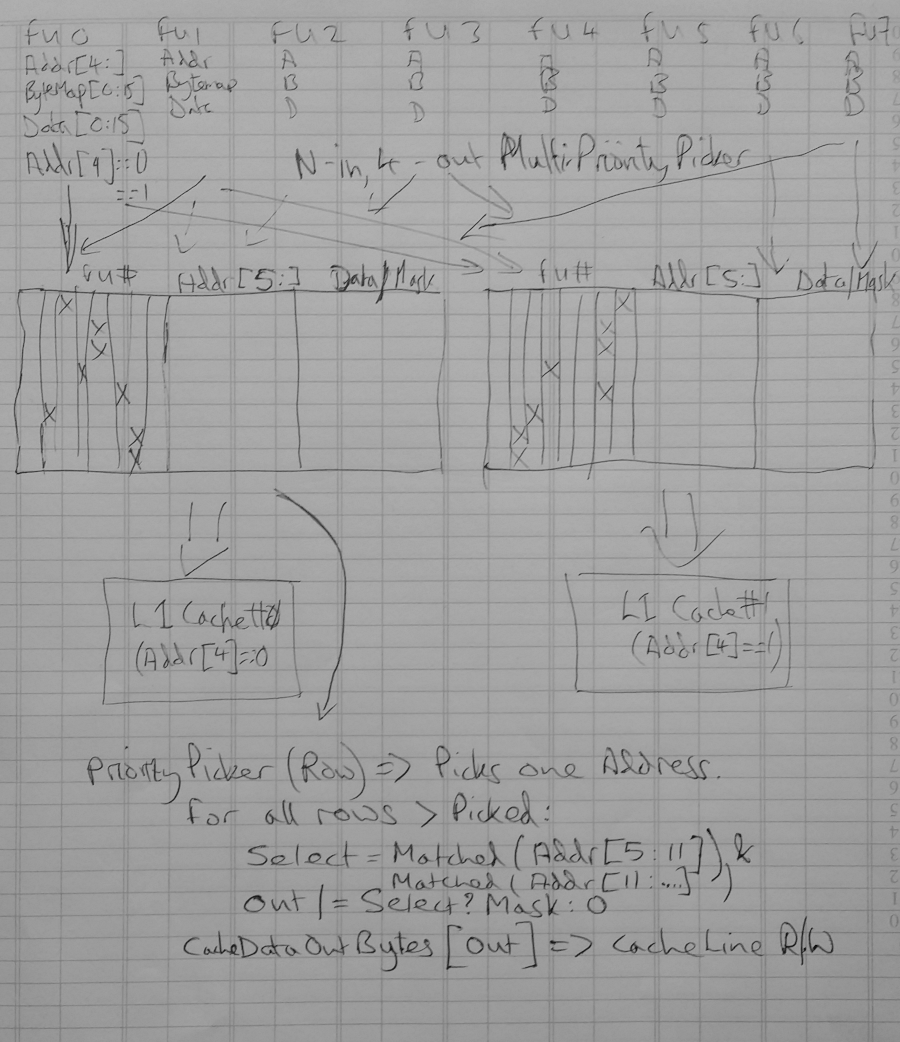 fu0 fu1 fu2 fu3 fu4 fu5 fu6 fu7
Addr[4:] Addr A A A A A A
ByteMap[0:15] Bytemap B B B B B B
Data[0:15] Data D D D D D D
Addr[4]==0 N-in, 4-out MultiPriorityPicker
==1
fu# Addr[5:] Data/Mask fu# Addr[5:] Data/Mask
L1 Cache#0 L1 Cache#1
(Addr[4]==0 (Addr[4]==1)
PriorityPicker (Row) => Picks one Address.
for all rows > Picked:
Select = Matched(Addr[5:11]) &
Matched(Addr[11:....])
Out |= Select? Mask: 0
CacheDataOutBytes [Out] => CacheLine R/W